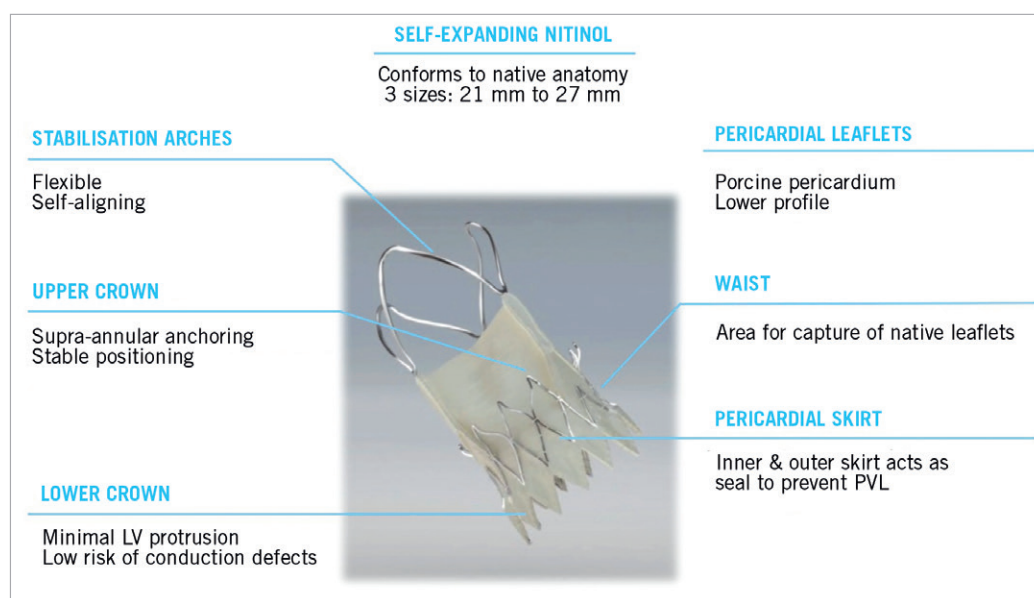 SELF-EXPANDING NITINOL
Conforms to native anatomy
3 sizes: 21 mm to 27 mm
STABILISATION ARCHES
Flexible
Self-aligning
UPPER CROWN
Supra-annular anchoring
Stable positioning
LOWER CROWN
Minimal LV protrusion
Low risk of conduction defects
PERICARDIAL LEAFLETS
Porcine pericardium
Lower profile
WAIST
Area for capture of native leaflets
PERICARDIAL SKIRT
Inner & outer skirt acts as
seal to prevent PVL